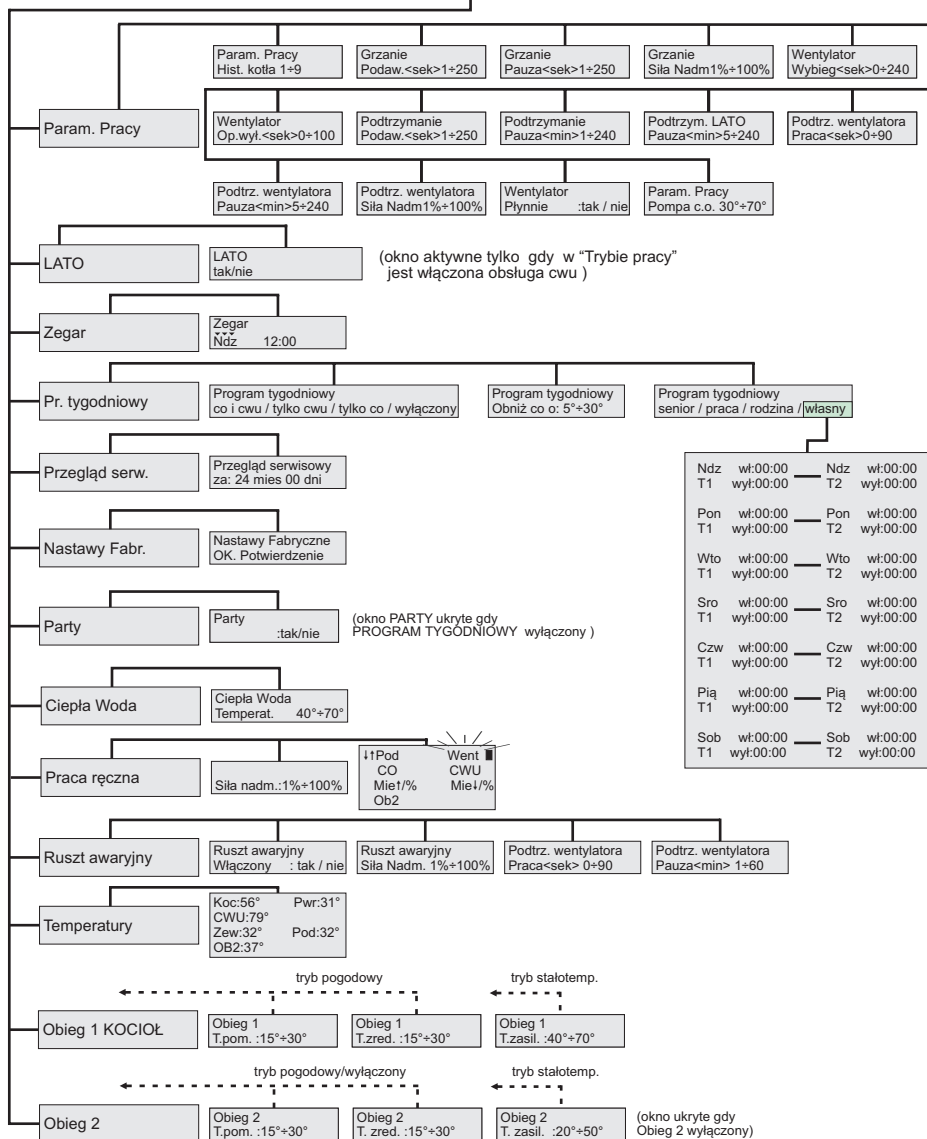 Param. Pracy
Hist. kotła 1÷9
Grzanie
Podaw.<sek>1÷250
Grzanie
Pauza<sek>1÷250
Grzanie
Siła Nadm1%÷100%
Wentylator
Wybieg<sek>0÷240
Param. Pracy
Wentylator
Op.wył.<sek>0÷100
Podtrzymanie
Podaw.<sek>1÷250
Podtrzymanie
Pauza<min>1÷240
Podtrzym. LATO
Pauza<min>5÷240
Podtrz. wentylatora
Praca<sek>0÷90
Podtrz. wentylatora
Pauza<min>5÷240
Podtrz. wentylatora
Siła Nadm1%÷100%
Wentylator
Płynnie :tak / nie
Param. Pracy
Pompa c.o. 30°÷70°
LATO
LATO
tak/nie
(okno aktywne tylko gdy w “Trybie pracy”
jest włączona obsługa cwu )
Zegar
Zegar
Ndz 12:00
Pr. tygodniowy
Program tygodniowy
co i cwu / tylko cwu / tylko co / wyłączony
Program tygodniowy
Obniż co o: 5°÷30°
Program tygodniowy
senior / praca / rodzina / własny
Ndz wł:00:00 Ndz wł:00:00
T1 wył:00:00 T2 wył:00:00
Pon wł:00:00 Pon wł:00:00
T1 wył:00:00 T2 wył:00:00
Wto wł:00:00 Wto wł:00:00
T1 wył:00:00 T2 wył:00:00
Sro wł:00:00 Sro wł:00:00
T1 wył:00:00 T2 wył:00:00
Czw wł:00:00 Czw wł:00:00
T1 wył:00:00 T2 wył:00:00
Pią wł:00:00 Pią wł:00:00
T1 wył:00:00 T2 wył:00:00
Sob wł:00:00 Sob wł:00:00
T1 wył:00:00 T2 wył:00:00
Przegląd serw.
Przegląd serwisowy
za: 24 mies 00 dni
Nastawy Fabr.
Nastawy Fabryczne
OK. Potwierdzenie
Party
Party
:tak/nie
(okno PARTY ukryte gdy
PROGRAM TYGODNIOWY wyłączony )
Ciepła Woda
Ciepła Woda
Temperat. 40°÷70°
Praca ręczna
Siła nadm.:1%÷100%
↓↑Pod Went
CO CWU
Mie↑/% Mie↓/%
Ob2
Ruszt awaryjny
Ruszt awaryjny
Włączony : tak / nie
Ruszt awaryjny
Siła Nadm. 1%÷100%
Podtrz. wentylatora
Praca<sek> 0÷90
Podtrz. wentylatora
Pauza<min> 1÷60
Temperatury
Koc:56° Pwr:31°
CWU:79°
Zew:32° Pod:32°
OB2:37°
tryb pogodowy
tryb stałotemp.
Obieg 1 KOCIOŁ
Obieg 1
T.pom. :15°÷30°
Obieg 1
T.zred. :15°÷30°
Obieg 1
T.zasil. :40°÷70°
tryb pogodowy/wyłączony
tryb stałotemp.
Obieg 2
Obieg 2
T.pom. :15°÷30°
Obieg 2
T. zred. :15°÷30°
Obieg 2
T. zasil. :20°÷50°
(okno ukryte gdy
Obieg 2 wyłączony)